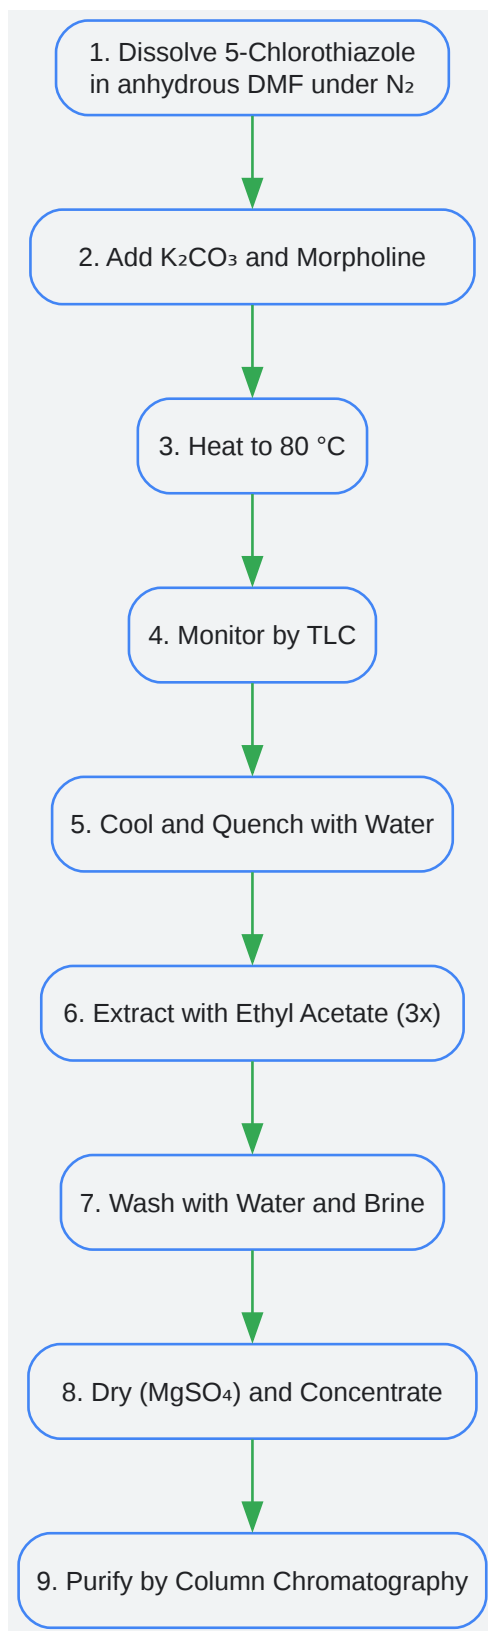 1. Dissolve 5-Chlorothiazole
in anhydrous DMF under N₂
2. Add K₂CO₃ and Morpholine
3. Heat to 80 °C
4. Monitor by TLC
5. Cool and Quench with Water
6. Extract with Ethyl Acetate (3x)
7. Wash with Water and Brine
8. Dry (MgSO₄) and Concentrate
9. Purify by Column Chromatography